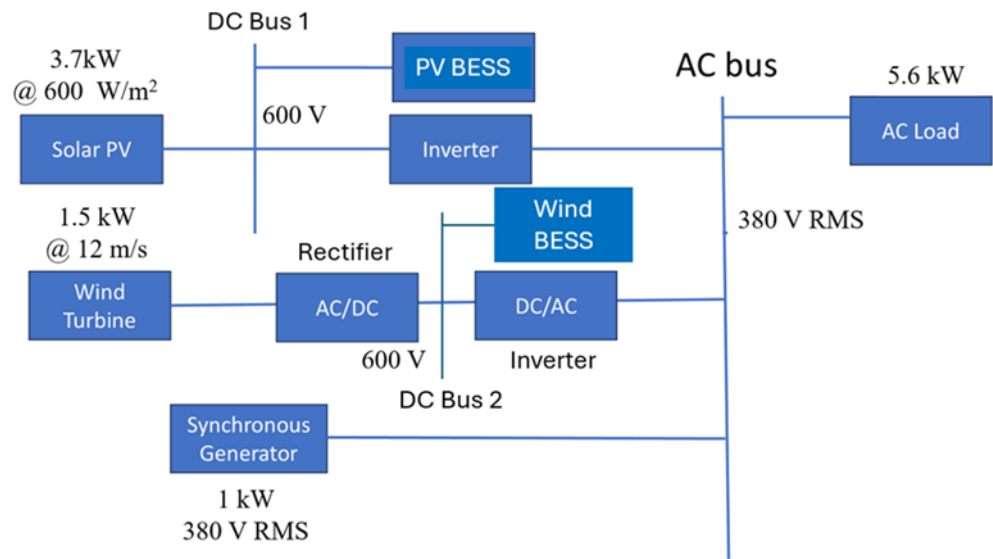 DC Bus 1
3.7kW
@ 600 W/m²
PV BESS
AC bus
5.6 kW
600 V
Solar PV
Inverter
AC Load
1.5 kW
@ 12 m/s
Wind
BESS
380 V RMS
Rectifier
Wind
Turbine
AC/DC
DC/AC
600 V
Inverter
DC Bus 2
Synchronous
Generator
1 kW
380 V RMS